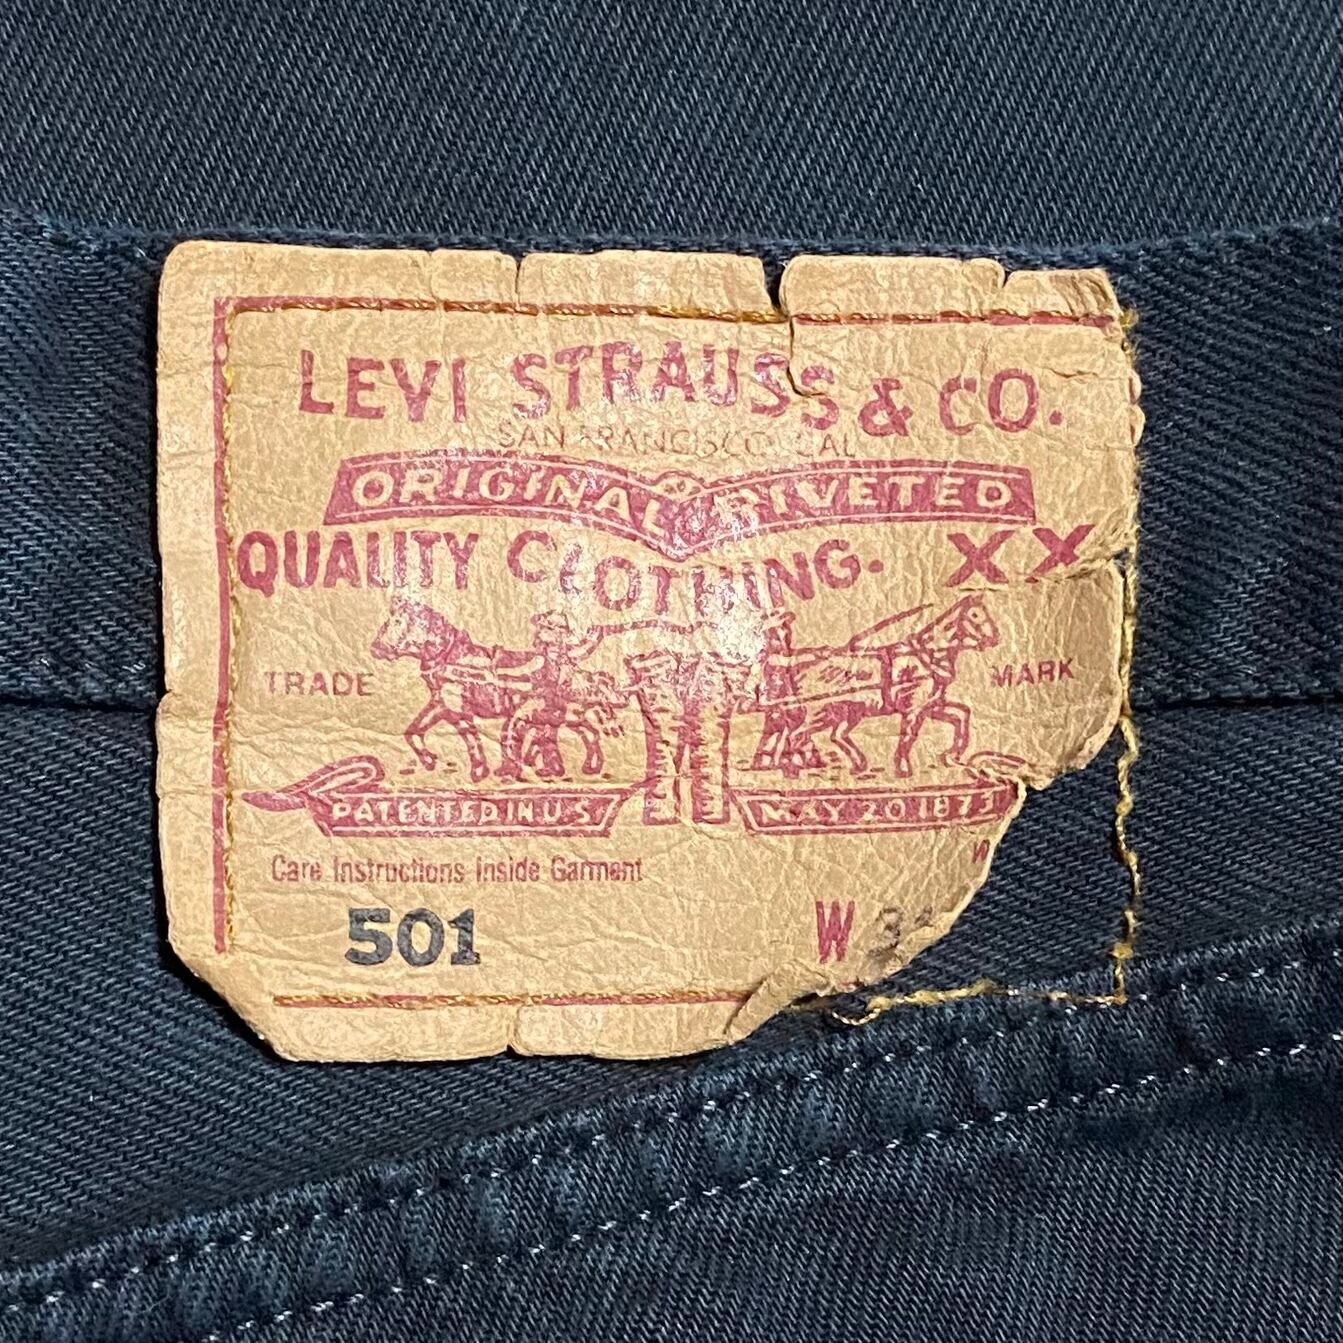 LEVI STRAUSS & CO.
SAN FRANCISCO, CAL
ORIGINAL RIVETED
QUALITY CLOTHING. XX
TRADE MARK
PATENTED IN U.S. MAY 20 1873
Care Instructions Inside Garment
501 W